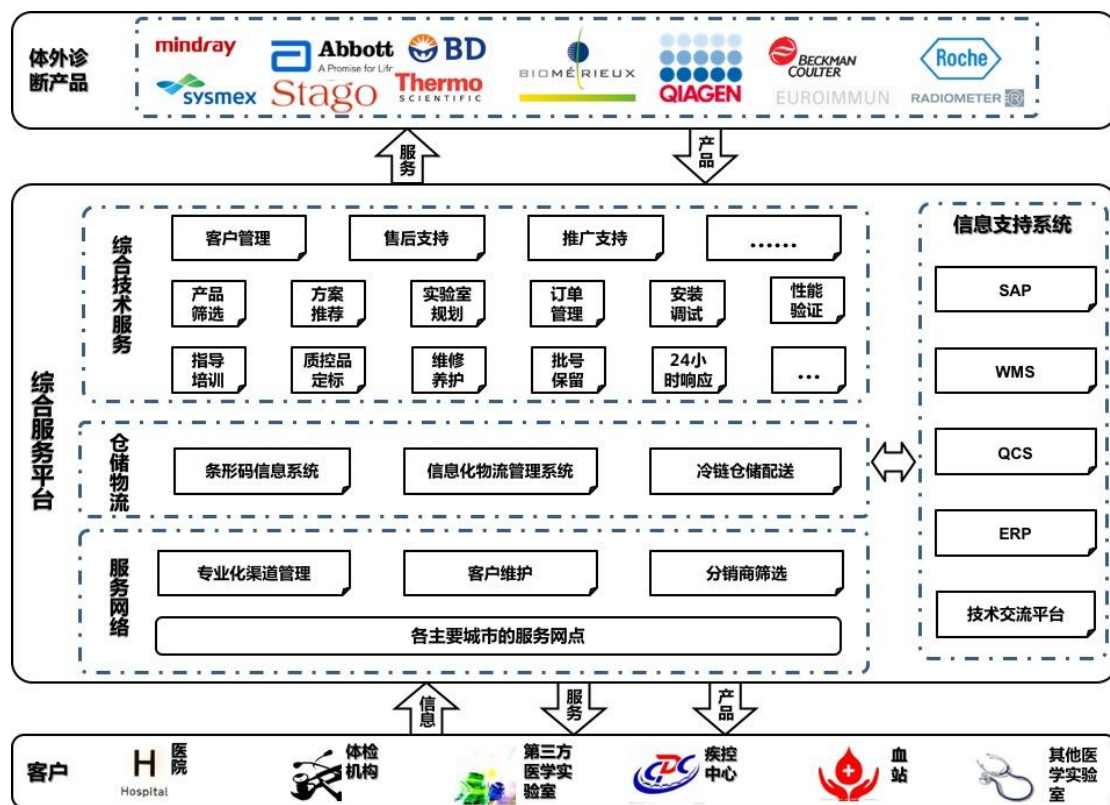 体外诊
断产品
mindray
sysmex
Abbott
A Promise for Life
Stago
BD
Thermo
SCIENTIFIC
BIOMÉRIEUX
QIAGEN
BECKMAN
COULTER
EUROIMMUN
Roche
RADIOMETER R
服务
产品
综合服务平台
综合技术服务
客户管理
售后支持
推广支持
......
产品
筛选
方案
推荐
实验室
规划
订单
管理
安装
调试
性能
验证
指导
培训
质控品
定标
维修
养护
批号
保留
24小
时响应
...
仓储物流
条形码信息系统
信息化物流管理系统
冷链仓储配送
服务网络
专业化渠道管理
客户维护
分销商筛选
各主要城市的服务网点
信息支持系统
SAP
WMS
QCS
ERP
技术交流平台
信息
服务
产品
客户
H
Hospital
医院
体检
机构
第三方
医学实
验室
CDC
疾控
中心
血
站
其他医
学实验
室